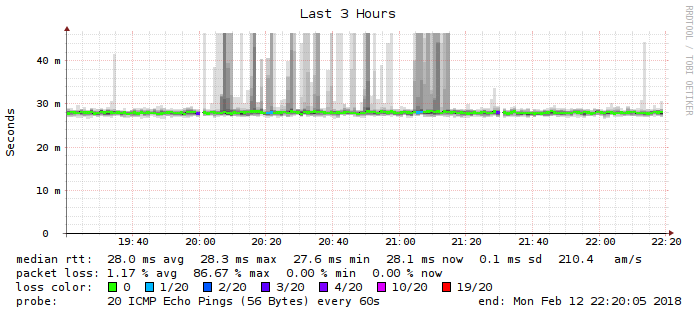 Last 3 Hours
RRDTOOL / TOBI OETIKER
Seconds
40 m
30 m
20 m
10 m
0
19:40 20:00 20:20 20:40 21:00 21:20 21:40 22:00 22:20
median rtt: 28.0 ms avg 28.3 ms max 27.6 ms min 28.1 ms now 0.1 ms sd 210.4 am/s
packet loss: 1.17 % avg 86.67 % max 0.00 % min 0.00 % now
loss color: 0 1/20 2/20 3/20 4/20 10/20 19/20
probe: 20 ICMP Echo Pings (56 Bytes) every 60s end: Mon Feb 12 22:20:05 2018